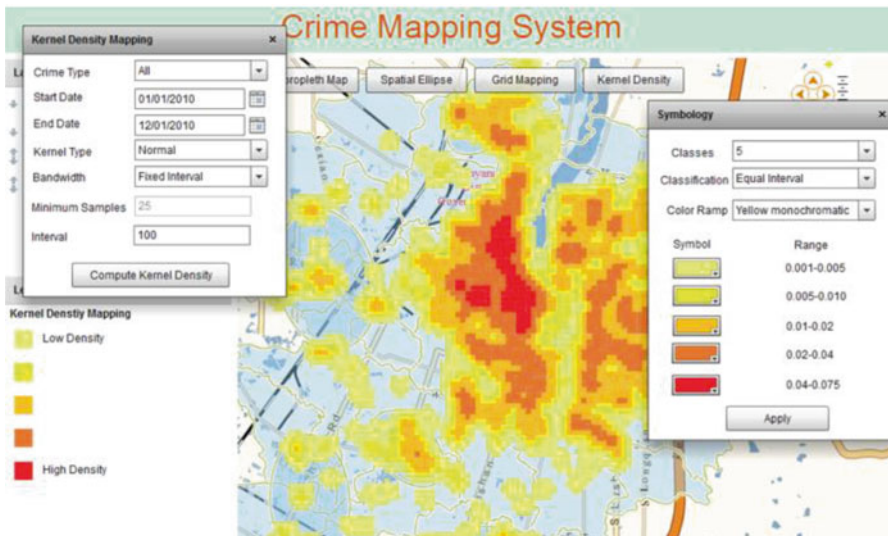 Crime Mapping System
Kernel Density Mapping ×
Crime Type All
Start Date 01/01/2010
End Date 12/01/2010
Kernel Type Normal
Bandwidth Fixed Interval
Minimum Samples 25
Interval 100
Compute Kernel Density
oropleth Map Spatial Ellipse Grid Mapping Kernel Density
Symbology ×
Classes 5
Classification Equal Interval
Color Ramp Yellow monochromatic
Symbol Range
0.001-0.005
0.005-0.010
0.01-0.02
0.02-0.04
0.04-0.075
Apply
Kernel Denstiy Mapping
Low Density
High Density
Rd